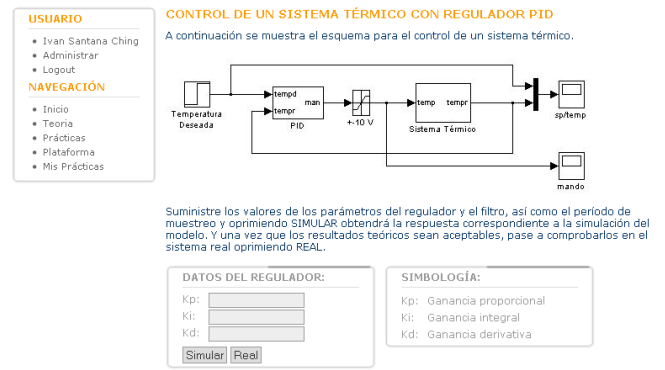 USUARIO
Ivan Santana Ching
Administrar
Logout
NAVEGACIÓN
Inicio
Teoria
Prácticas
Plataforma
Mis Prácticas
CONTROL DE UN SISTEMA TÉRMICO CON REGULADOR PID
A continuación se muestra el esquema para el control de un sistema térmico.
Temperatura
Deseada
tempd
tempr
man
PID
+-10 V
temp
tempr
Sistema Térmico
sp/temp
mando
Suministre los valores de los parámetros del regulador y el filtro, así como el período de
muestreo y oprimiendo SIMULAR obtendrá la respuesta correspondiente a la simulación del
modelo. Y una vez que los resultados teóricos sean aceptables, pase a comprobarlos en el
sistema real oprimiendo REAL.
DATOS DEL REGULADOR:
Kp:
Ki:
Kd:
Simular Real
SIMBOLOGÍA:
Kp: Ganancia proporcional
Ki: Ganancia integral
Kd: Ganancia derivativa